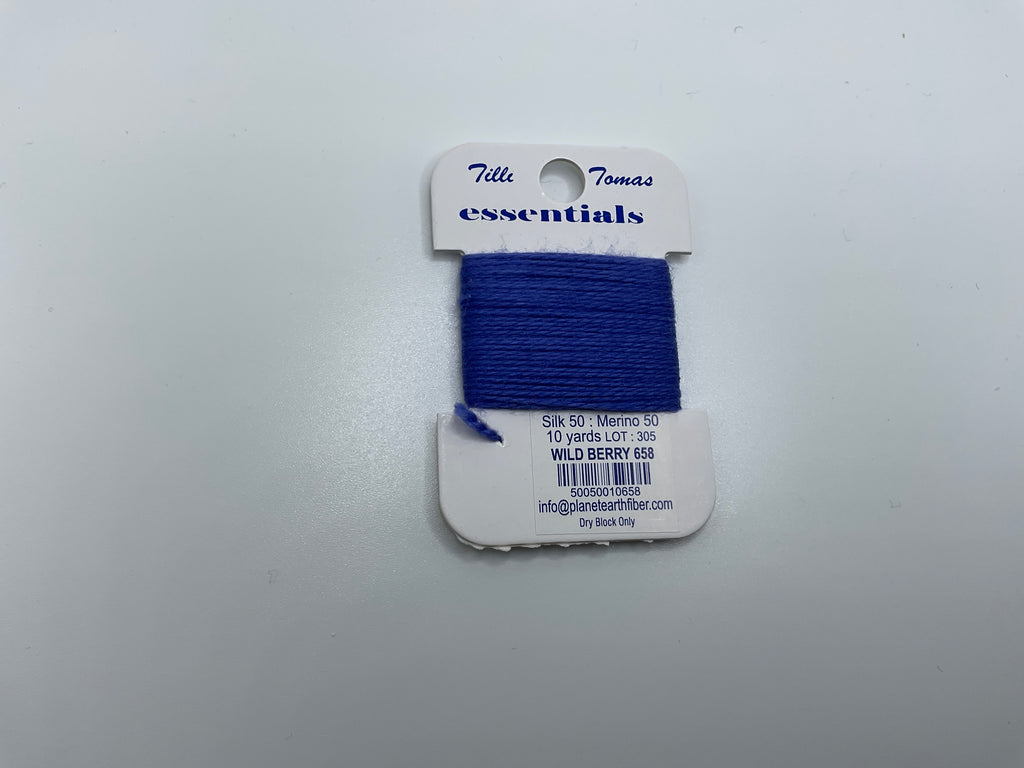 Tilli Tomas
essentials
Silk 50 : Merino 50
10 yards LOT : 305
WILD BERRY 658
50050010658
info@planetearthfiber.com
Dry Block Only